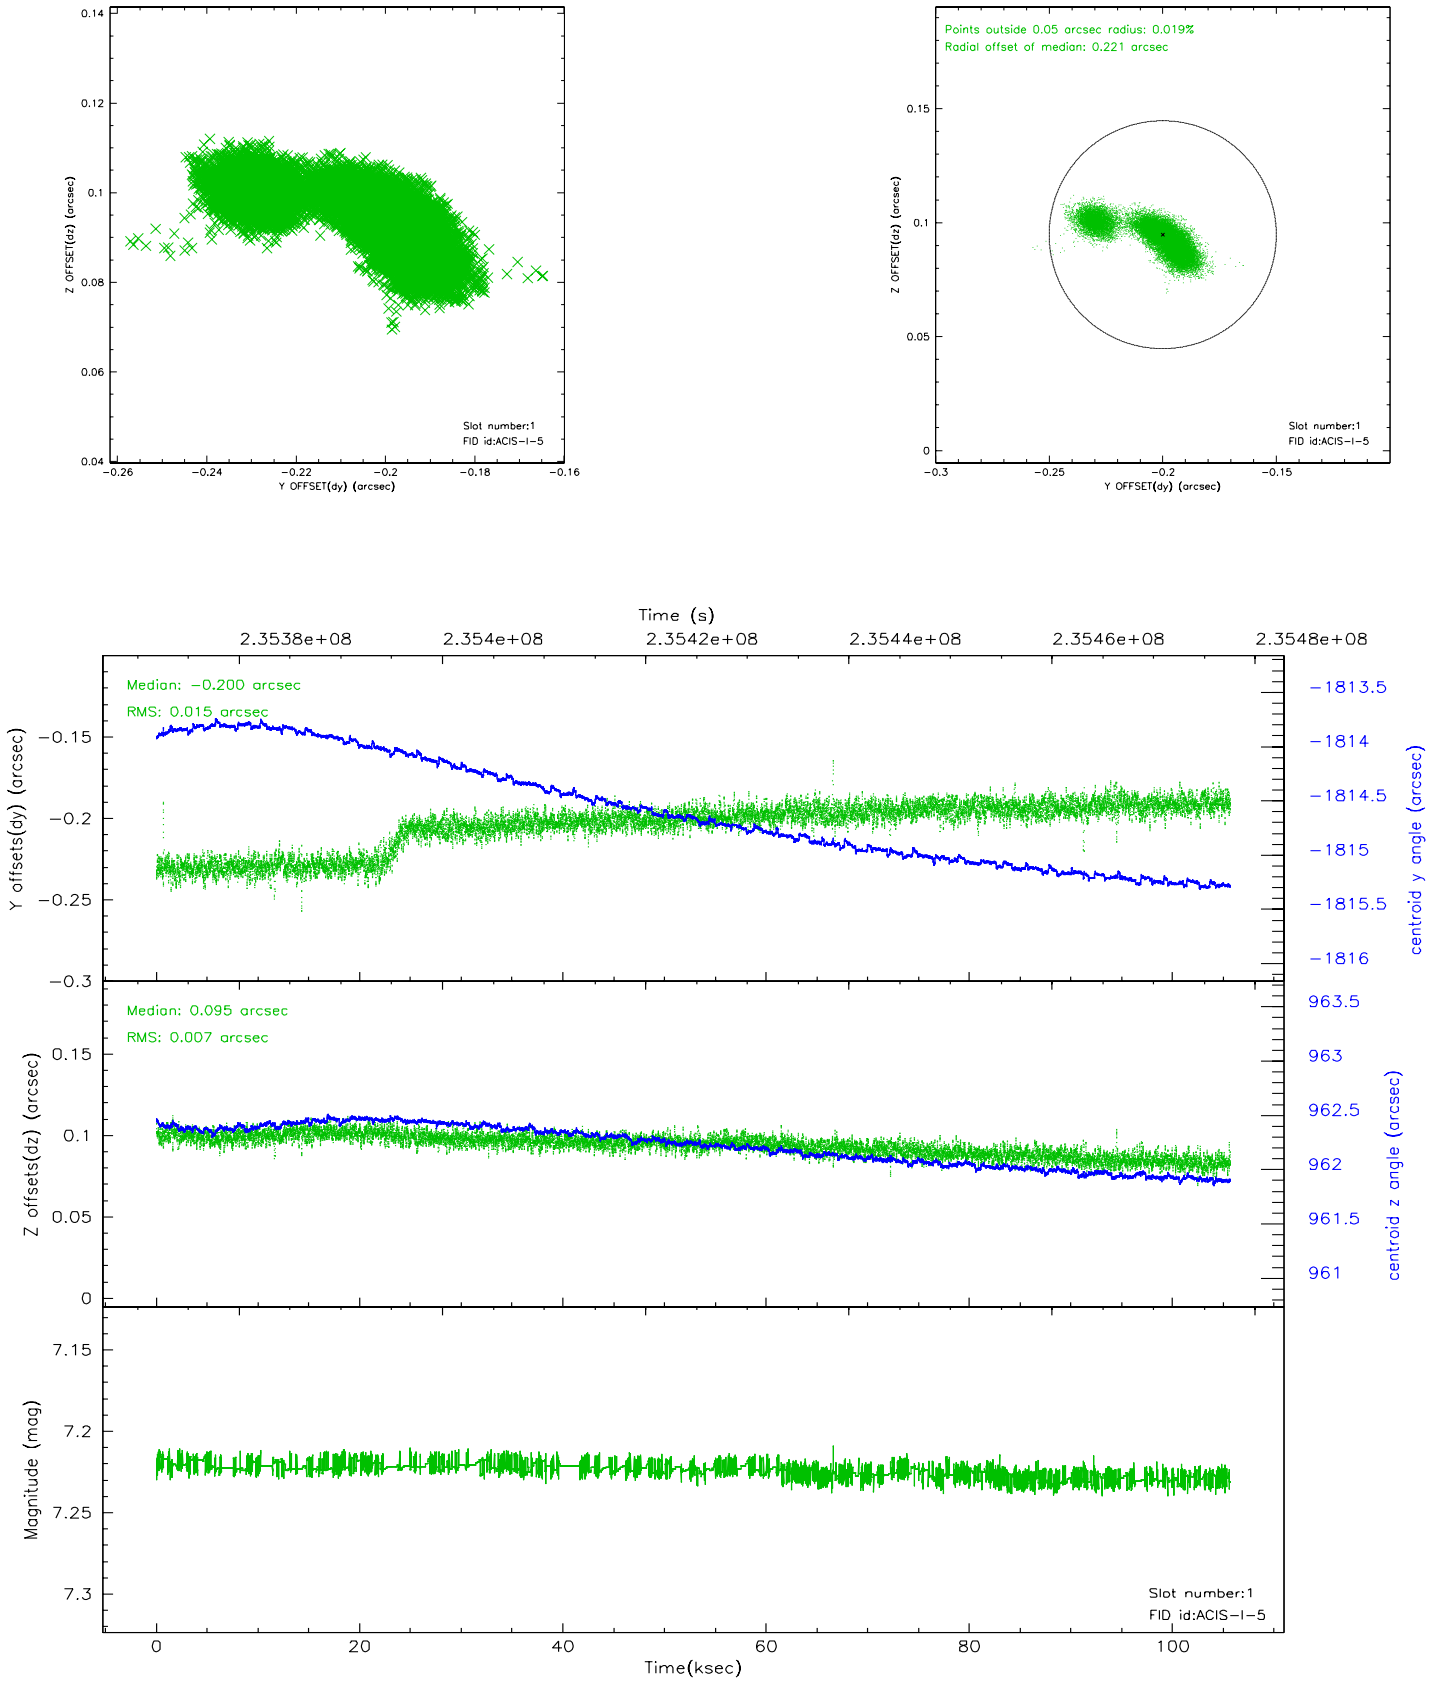 0.14
0.12
0.1
0.08
0.06
0.04
Z OFFSET(dz) (arcsec)
Slot number:1
FID id:ACIS-I-5
-0.26 -0.24 -0.22 -0.2 -0.18 -0.16
Y OFFSET(dy) (arcsec)
Points outside 0.05 arcsec radius: 0.019%
Radial offset of median: 0.221 arcsec
0.15
0.1
0.05
0
Z OFFSET(dz) (arcsec)
Slot number:1
FID id:ACIS-I-5
-0.3 -0.25 -0.2 -0.15
Y OFFSET(dy) (arcsec)
Time (s)
2.3538e+08 2.354e+08 2.3542e+08 2.3544e+08 2.3546e+08 2.3548e+08
Median: -0.200 arcsec
RMS: 0.015 arcsec
-0.15
-0.2
-0.25
-0.3
Y offsets(dy) (arcsec)
-1813.5
-1814
-1814.5
-1815
-1815.5
-1816
centroid y angle (arcsec)
Median: 0.095 arcsec
RMS: 0.007 arcsec
0.15
0.1
0.05
0
Z offsets(dz) (arcsec)
963.5
963
962.5
962
961.5
961
centroid z angle (arcsec)
7.15
7.2
7.25
7.3
Magnitude (mag)
Slot number:1
FID id:ACIS-I-5
0 20 40 60 80 100
Time(ksec)